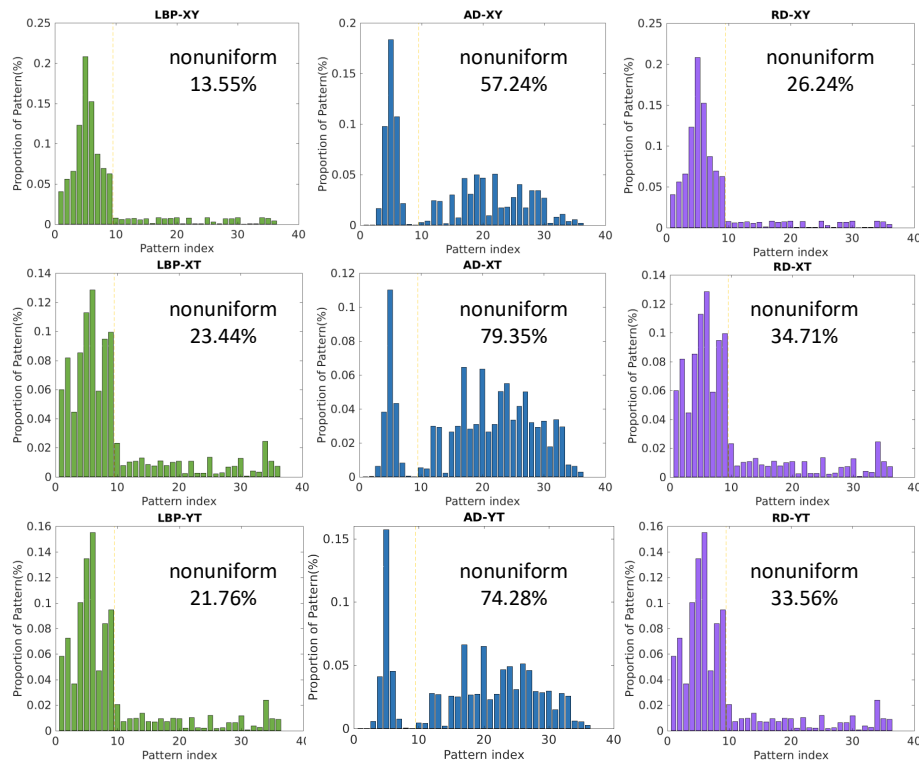 LBP-XY
nonuniform
13.55%
Proportion of Pattern(%)
0.25
0.2
0.15
0.1
0.05
0
0 10 20 30 40
Pattern index
AD-XY
nonuniform
57.24%
Proportion of Pattern(%)
0.2
0.15
0.1
0.05
0
0 10 20 30 40
Pattern index
RD-XY
nonuniform
26.24%
Proportion of Pattern(%)
0.25
0.2
0.15
0.1
0.05
0
0 10 20 30 40
Pattern index
LBP-XT
nonuniform
23.44%
Proportion of Pattern(%)
0.14
0.12
0.1
0.08
0.06
0.04
0.02
0
0 10 20 30 40
Pattern index
AD-XT
nonuniform
79.35%
Proportion of Pattern(%)
0.12
0.1
0.08
0.06
0.04
0.02
0
0 10 20 30 40
Pattern index
RD-XT
nonuniform
34.71%
Proportion of Pattern(%)
0.14
0.12
0.1
0.08
0.06
0.04
0.02
0
0 10 20 30 40
Pattern index
LBP-YT
nonuniform
21.76%
Proportion of Pattern(%)
0.16
0.14
0.12
0.1
0.08
0.06
0.04
0.02
0
0 10 20 30 40
Pattern index
AD-YT
nonuniform
74.28%
Proportion of Pattern(%)
0.15
0.1
0.05
0
0 10 20 30 40
Pattern index
RD-YT
nonuniform
33.56%
Proportion of Pattern(%)
0.16
0.14
0.12
0.1
0.08
0.06
0.04
0.02
0
0 10 20 30 40
Pattern index